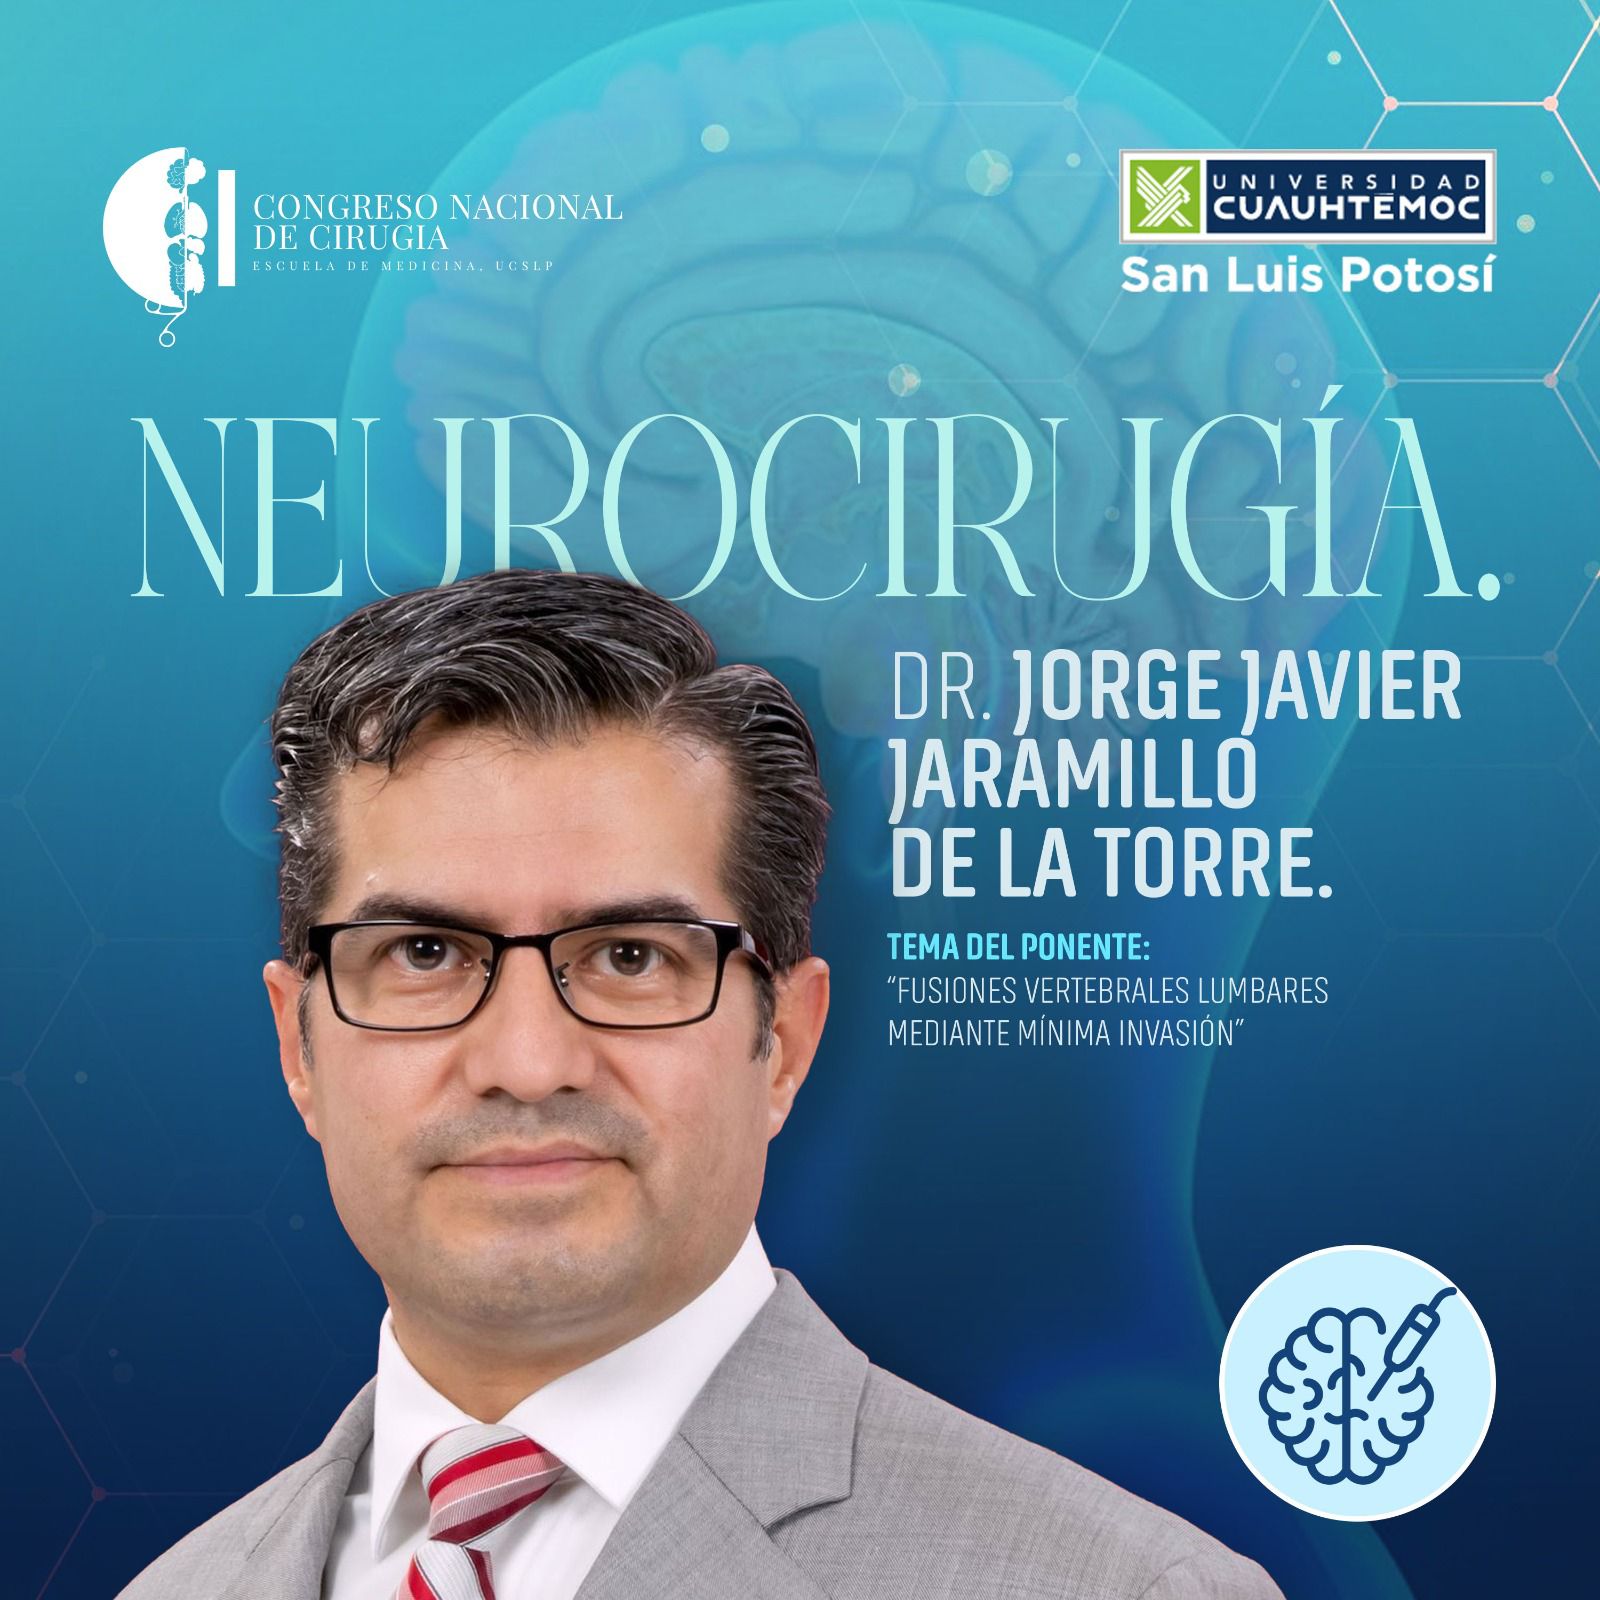 CONGRESO NACIONAL
DE CIRUGIA
ESCUELA DE MEDICINA, UCSLP
UNIVERSIDAD
CUAUHTÉMOC
San Luis Potosí
NEUROCIRUGÍA.
DR. JORGE JAVIER
JARAMILLO
DE LA TORRE.
TEMA DEL PONENTE:
“FUSIONES VERTEBRALES LUMBARES
MEDIANTE MÍNIMA INVASIÓN”